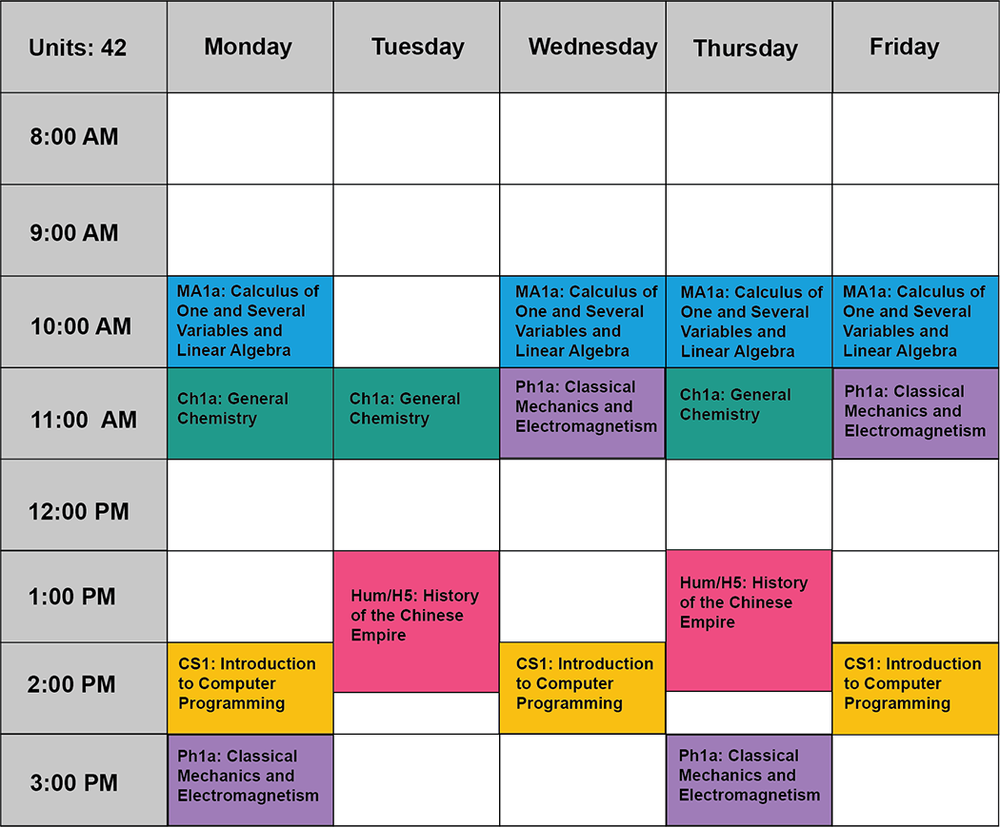 Units: 42 Monday Tuesday Wednesday Thursday Friday
8:00 AM
9:00 AM
10:00 AM
MA1a: Calculus of
One and Several
Variables and
Linear Algebra
MA1a: Calculus of
One and Several
Variables and
Linear Algebra
MA1a: Calculus of
One and Several
Variables and
Linear Algebra
MA1a: Calculus of
One and Several
Variables and
Linear Algebra
11:00 AM
Ch1a: General
Chemistry
Ch1a: General
Chemistry
Ph1a: Classical
Mechanics and
Electromagnetism
Ch1a: General
Chemistry
Ph1a: Classical
Mechanics and
Electromagnetism
12:00 PM
1:00 PM
Hum/H5: History
of the Chinese
Empire
Hum/H5: History
of the Chinese
Empire
2:00 PM
CS1: Introduction
to Computer
Programming
CS1: Introduction
to Computer
Programming
CS1: Introduction
to Computer
Programming
3:00 PM
Ph1a: Classical
Mechanics and
Electromagnetism
Ph1a: Classical
Mechanics and
Electromagnetism